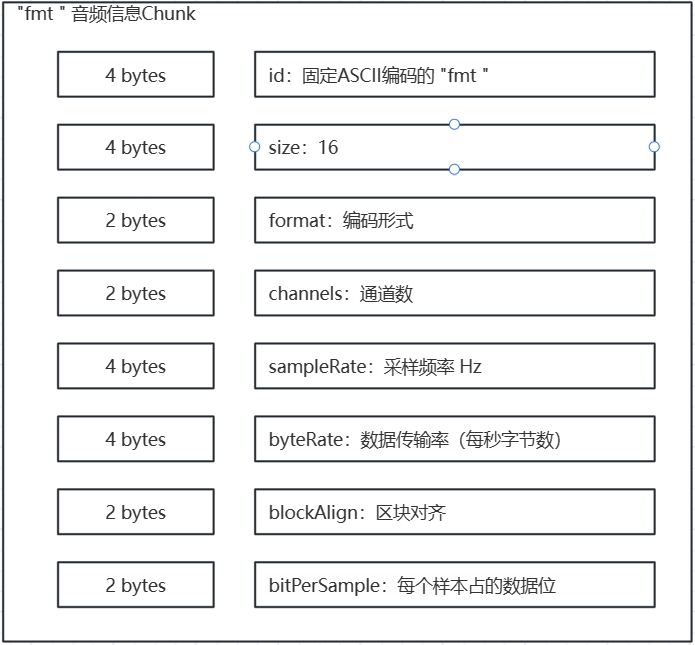 "fmt " 音频信息Chunk
4 bytes
id：固定ASCII编码的 "fmt "
4 bytes
size：16
2 bytes
format：编码形式
2 bytes
channels：通道数
4 bytes
sampleRate：采样频率 Hz
4 bytes
byteRate：数据传输率（每秒字节数）
2 bytes
blockAlign：区块对齐
2 bytes
bitPerSample：每个样本占的数据位